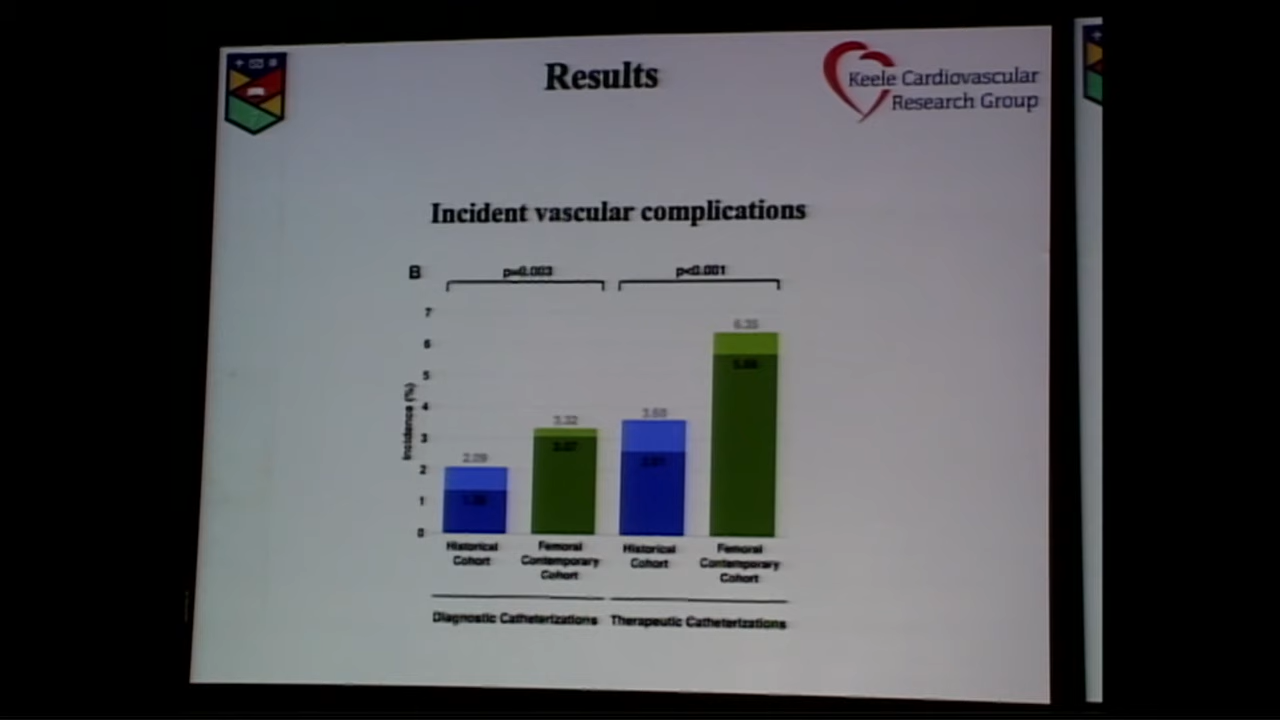 Results
Keele Cardiovascular
Research Group
Incident vascular complications
B
p=0.003
p<0.001
7
6
5
4
3
2
1
0
Incidence (%)
2.09
3.32
3.60
6.35
Historical
Cohort
Femoral
Contemporary
Cohort
Historical
Cohort
Femoral
Contemporary
Cohort
Diagnostic Catheterizations
Therapeutic Catheterizations